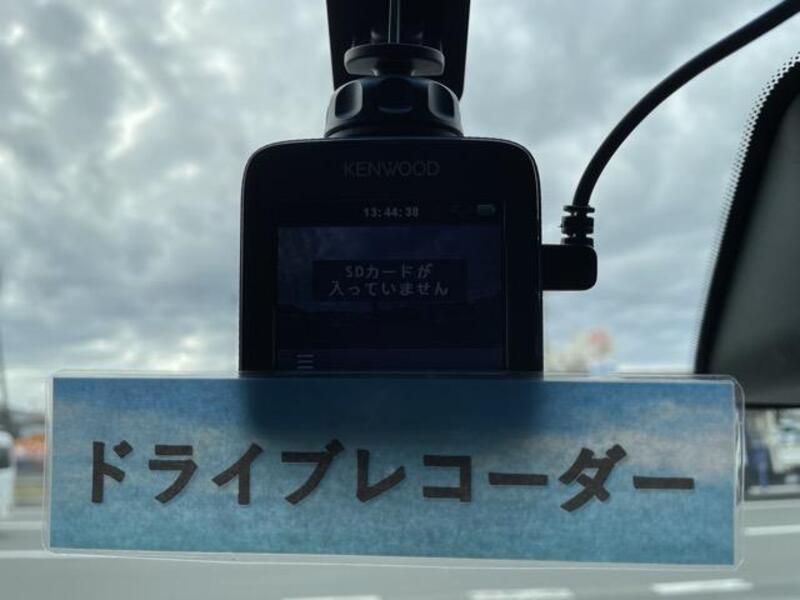 KENWOOD
13:44:38
SDカードが
入っていません
ドライブレコーダー